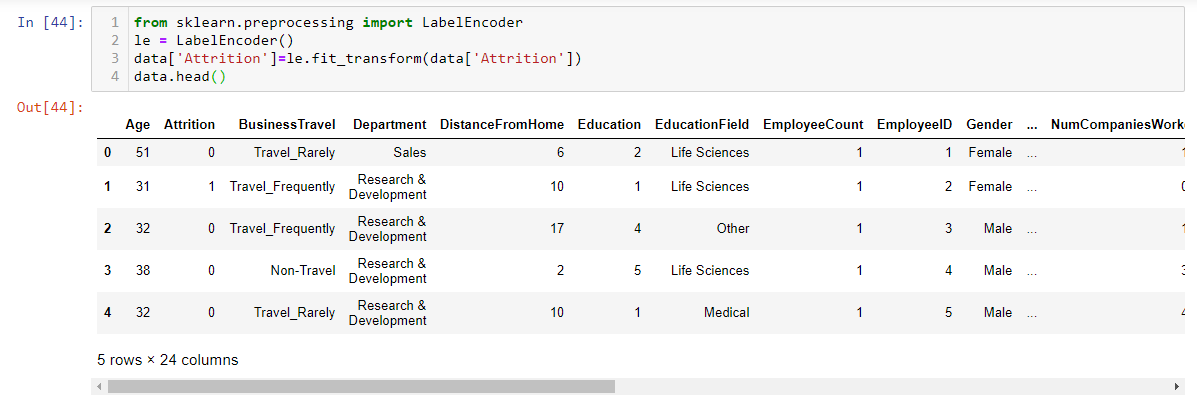 In [44]:
1 from sklearn.preprocessing import LabelEncoder
2 le = LabelEncoder()
3 data['Attrition']=le.fit_transform(data['Attrition'])
4 data.head()
Out[44]:
Age Attrition BusinessTravel Department DistanceFromHome Education EducationField EmployeeCount EmployeeID Gender ... NumCompaniesWork
0 51 0 Travel_Rarely Sales 6 2 Life Sciences 1 1 Female ...
1 31 1 Travel_Frequently Research & Development 10 1 Life Sciences 1 2 Female ...
2 32 0 Travel_Frequently Research & Development 17 4 Other 1 3 Male ...
3 38 0 Non-Travel Research & Development 2 5 Life Sciences 1 4 Male ...
4 32 0 Travel_Rarely Research & Development 10 1 Medical 1 5 Male ...
5 rows × 24 columns